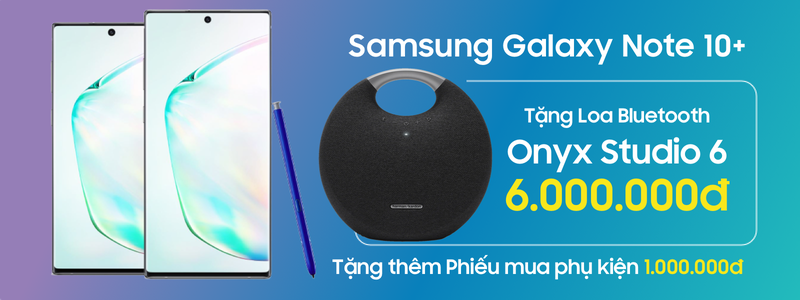 Samsung Galaxy Note 10+
Tặng Loa Bluetooth
Onyx Studio 6
6.000.000đ
Tặng thêm Phiếu mua phụ kiện 1.000.000đ